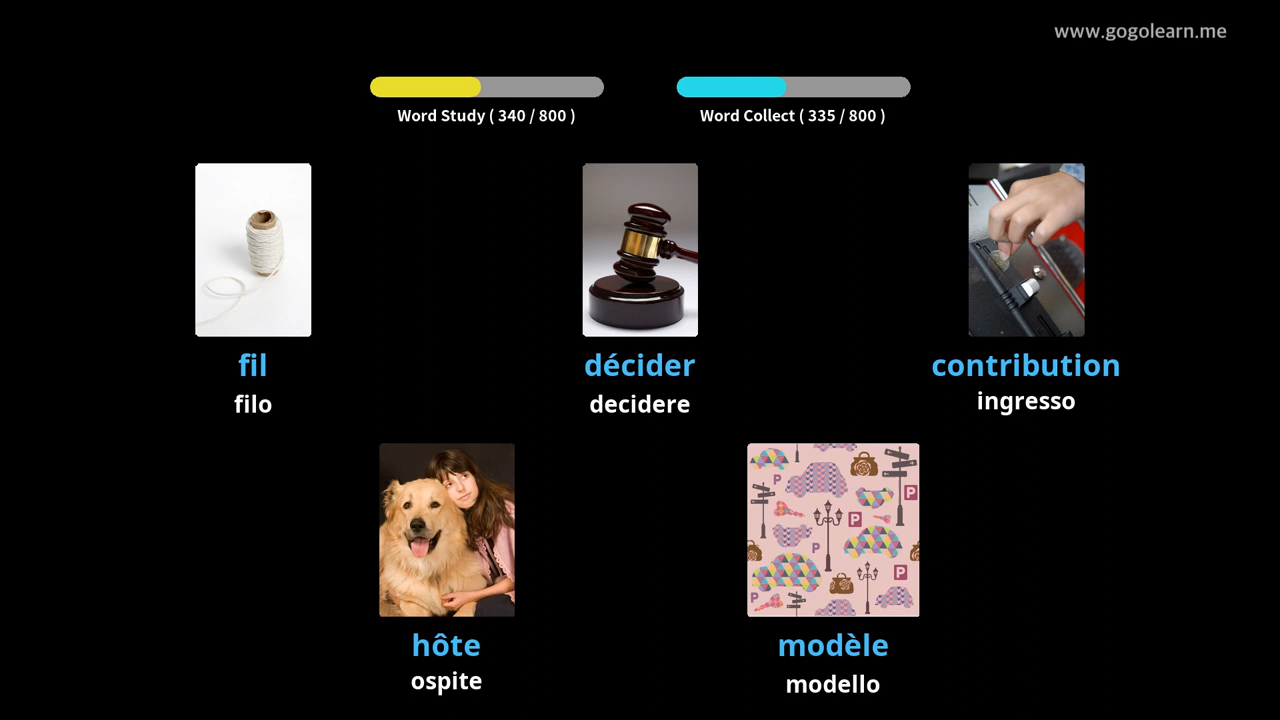 www.gogolearn.me
Word Study ( 340 / 800 )
Word Collect ( 335 / 800 )
fil
filo
décider
decidere
contribution
ingresso
P
P
P
P
P
P
hôte
ospite
modèle
modello